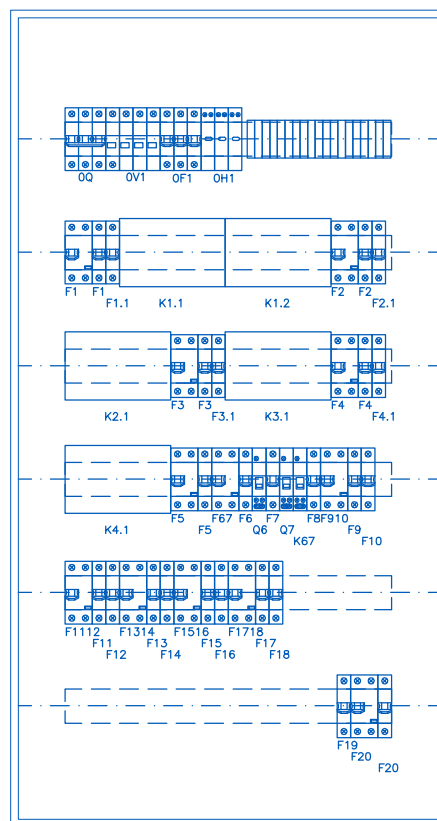 0Q 0V1 0F1 0H1
F1 F1 F2 F2
F1.1 K1.1 K1.2 F2.1
F3 F3 F4 F4
K2.1 F3.1 K3.1 F4.1
F5 F67 F6 F7 F8 F910
K4.1 F5 Q6 Q7 F9
K67 F10
F1112 F1314 F1516 F1718
F11 F13 F15 F17
F12 F14 F16 F18
F19
F20
F20